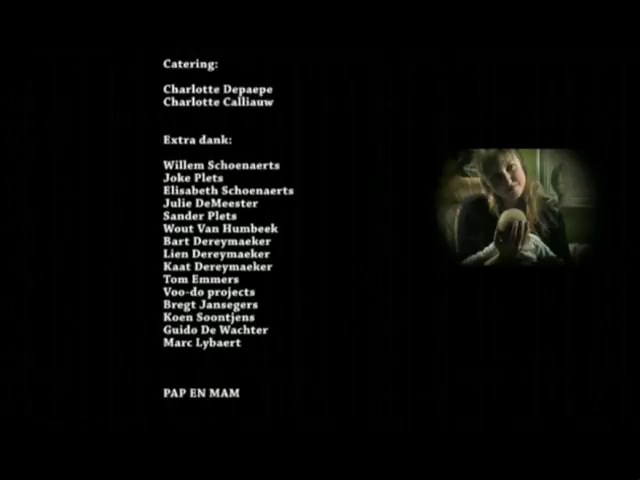 Catering:
Charlotte Depaepe
Charlotte Calliauw
Extra dank:
Willem Schoenaerts
Joke Plets
Elisabeth Schoenaerts
Julie DeMeester
Sander Plets
Wout Van Humbeek
Bart Dereymaeker
Lien Dereymaeker
Kaat Dereymaeker
Tom Emmers
Voo-do projects
Bregt Jansegers
Koen Soontjens
Guido De Wachter
Marc Lybaert
PAP EN MAM